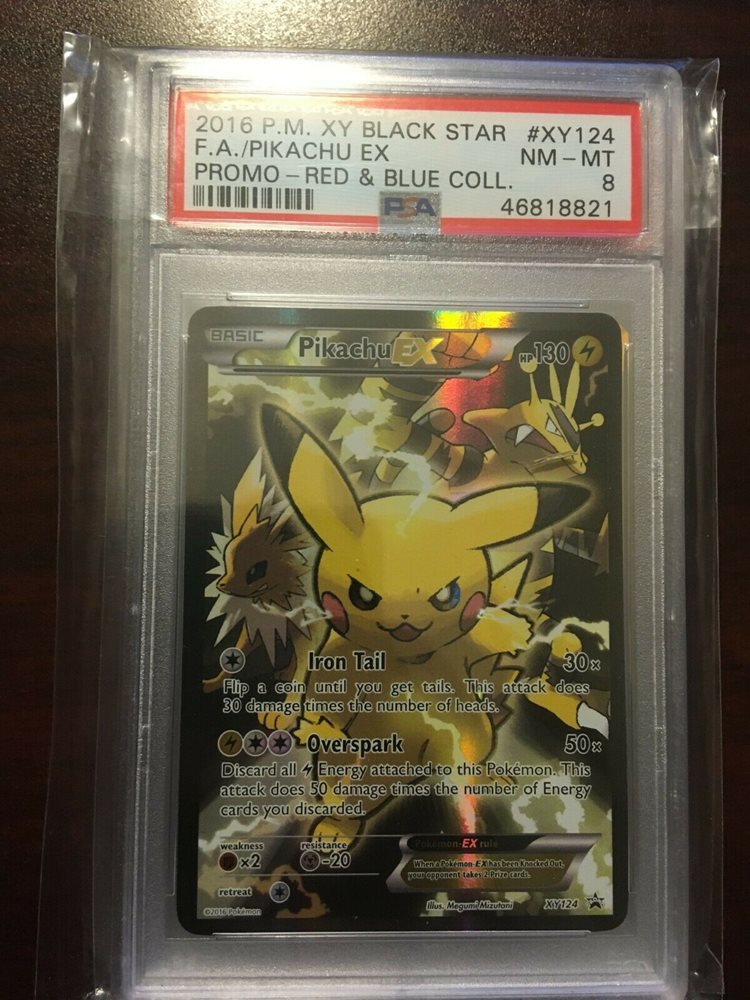 2016 P.M. XY BLACK STAR #XY124
F.A./PIKACHU EX NM – MT
PROMO – RED & BLUE COLL. 8
PSA 46818821
BASIC Pikachu EX HP130
Iron Tail 30×
Flip a coin until you get tails. This attack does
30 damage times the number of heads.
Overspark 50×
Discard all Energy attached to this Pokémon. This
attack does 50 damage times the number of Energy
cards you discarded.
weakness resistance Pokémon-EX rule
×2 -20 When a Pokémon-EX has been Knocked Out,
your opponent takes 2 Prize cards.
retreat
©2016 Pokémon Illus. Megumi Mizutani XY124